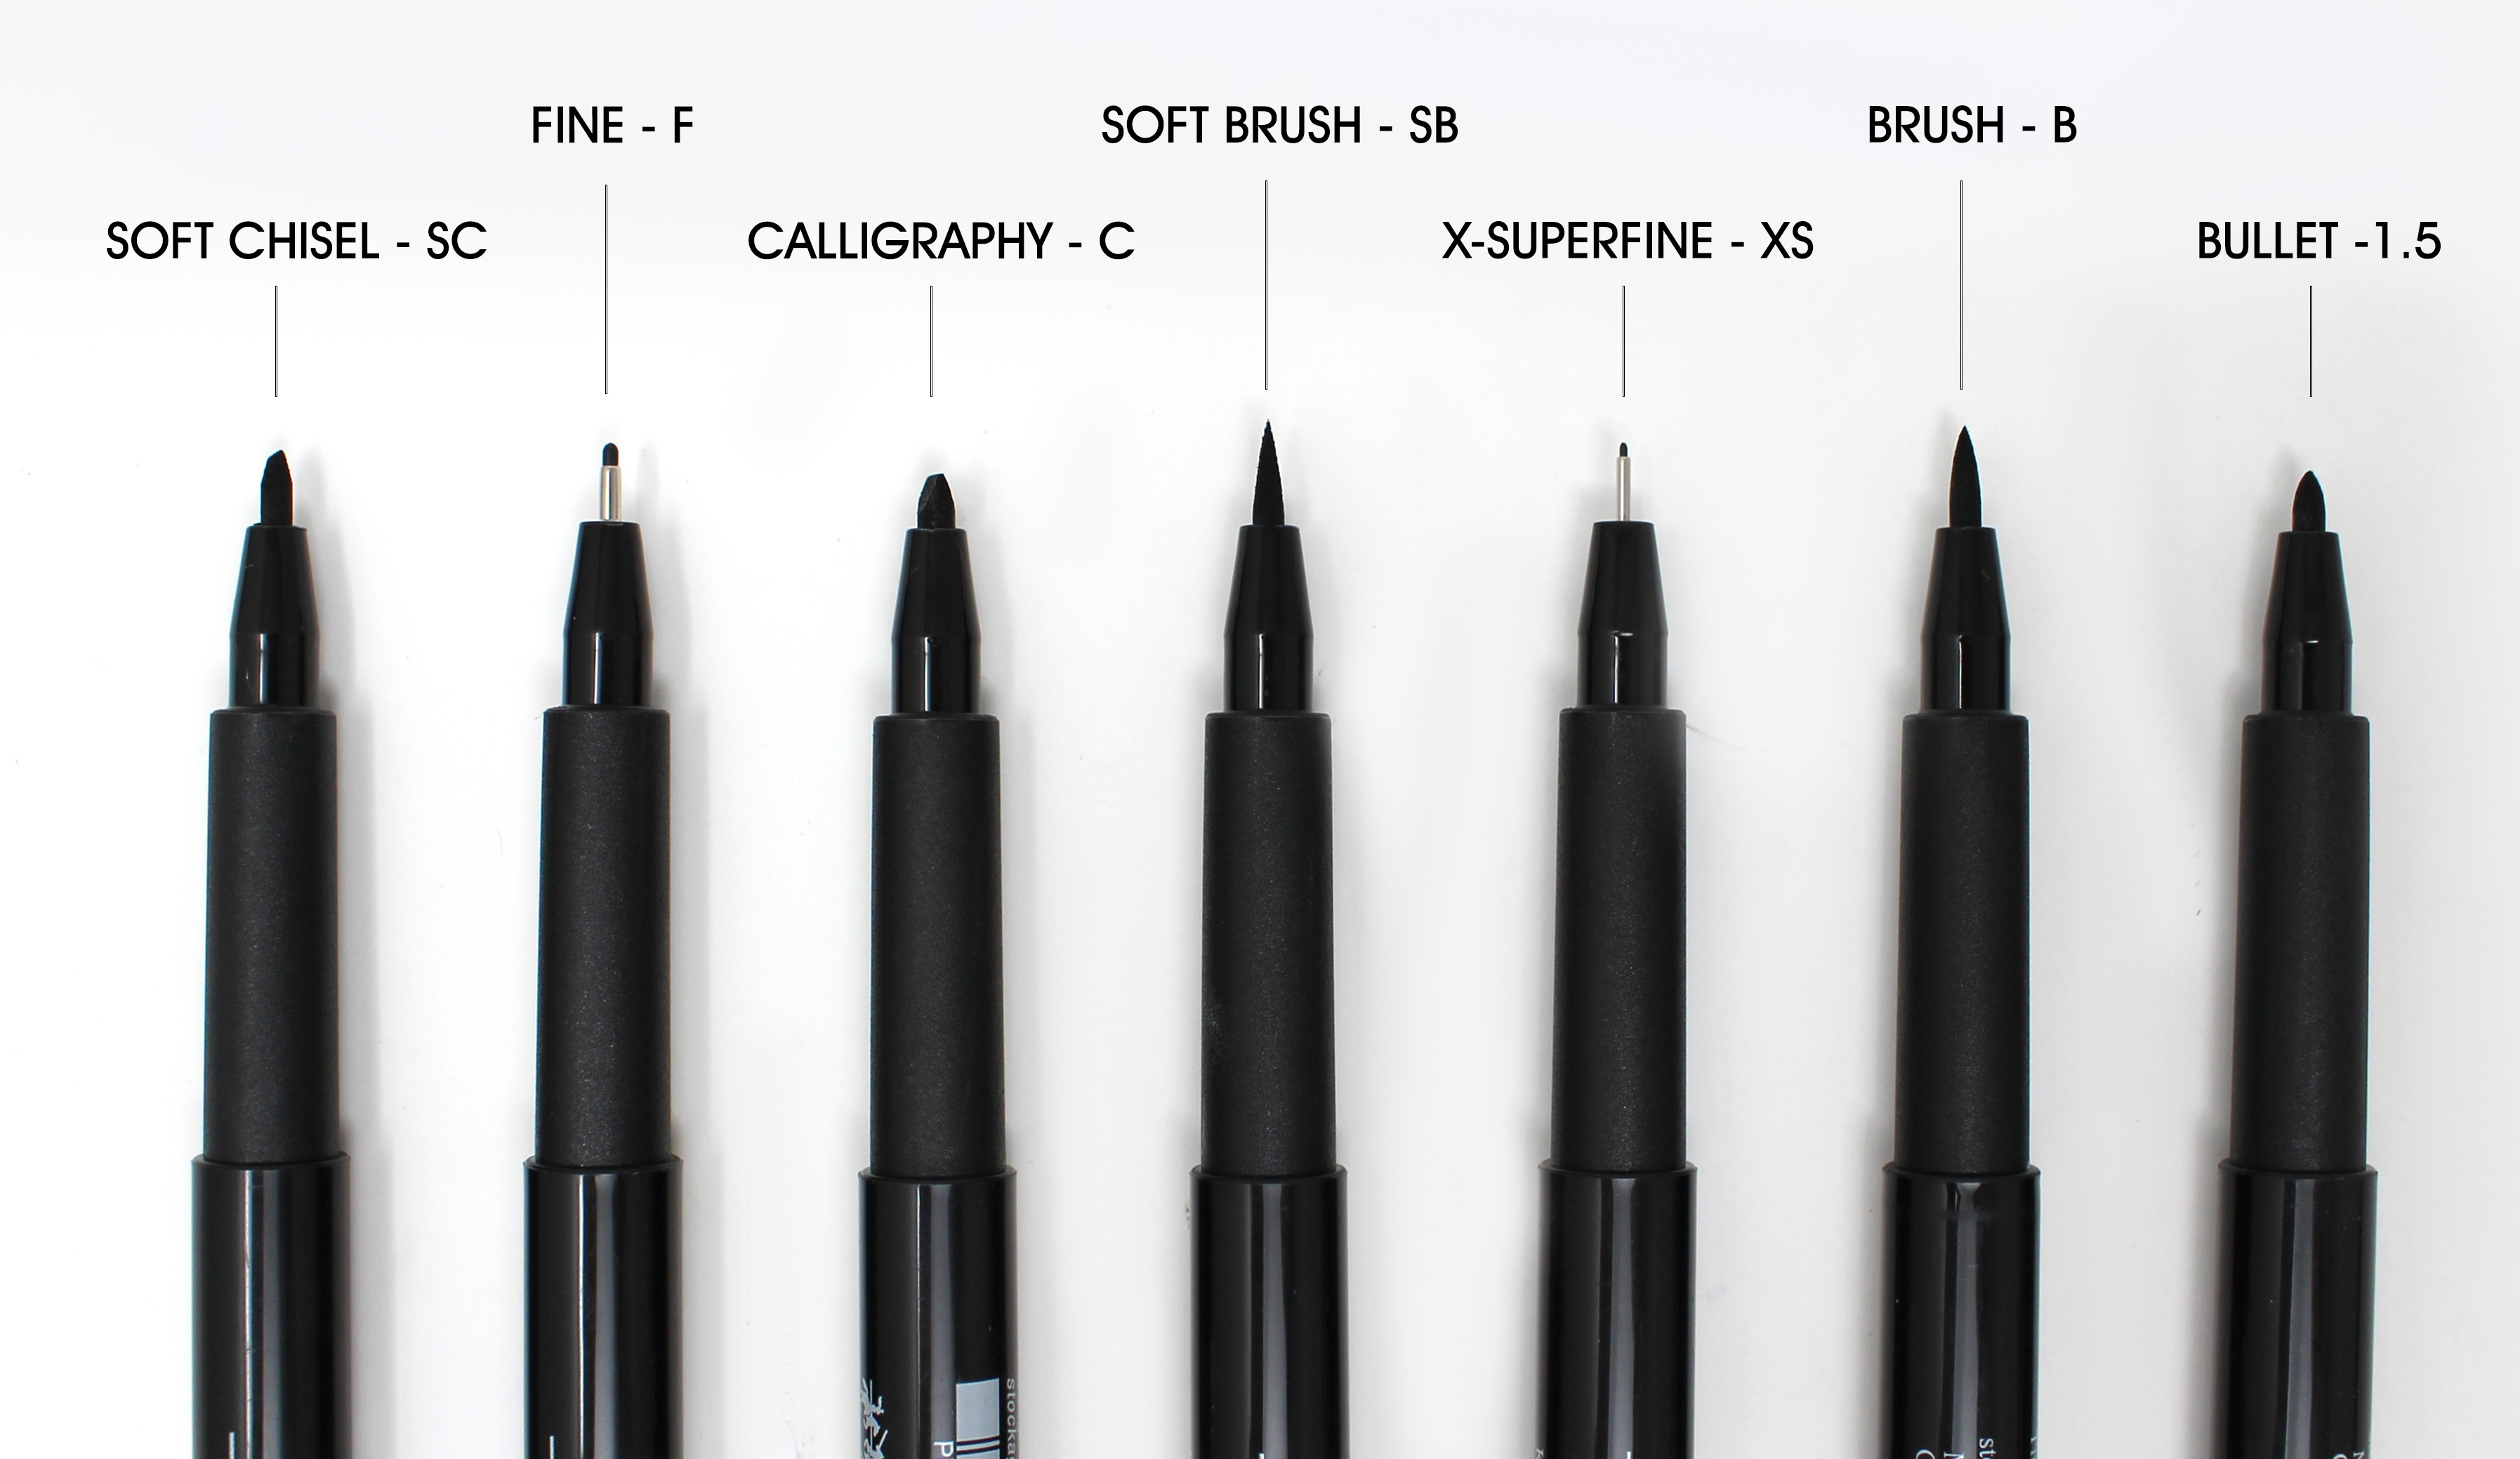 FINE - F
SOFT BRUSH - SB
BRUSH - B
SOFT CHISEL - SC
CALLIGRAPHY - C
X-SUPERFINE - XS
BULLET -1.5